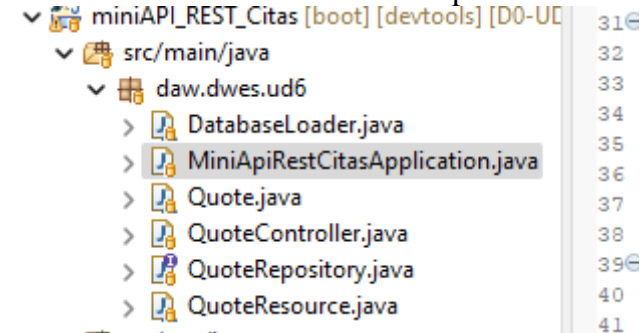 miniAPI_REST_Citas [boot] [devtools] [D0-UD
src/main/java
daw.dwes.ud6
DatabaseLoader.java
MiniApiRestCitasApplication.java
Quote.java
QuoteController.java
QuoteRepository.java
QuoteResource.java
31
32
33
34
35
36
37
38
39
40
41